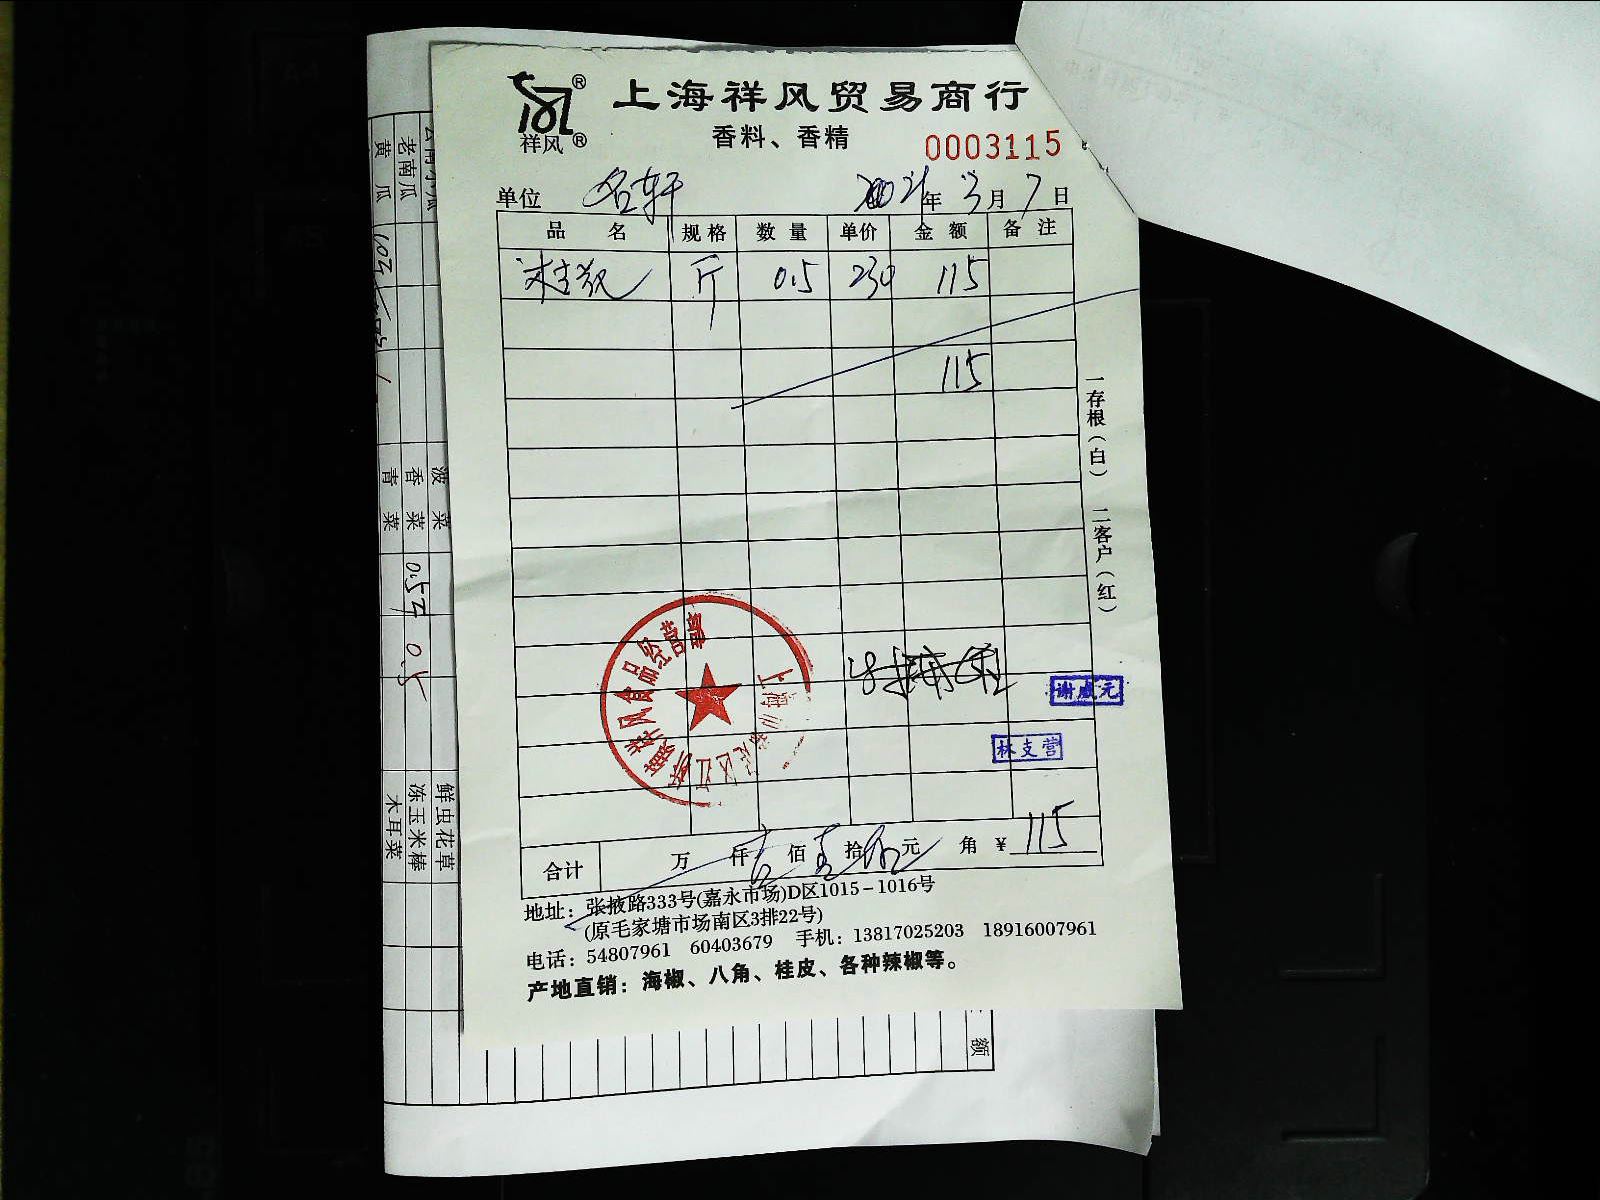 上海祥风贸易商行
祥风
香料、香精
0003115
单位 名轩 年 3 月 7 日
品 名 规格 数量 单价 金额 备注
斤 0.5 230 115
115
一存根(白) 二客户(红)
谢威元
林支营
合计 万 仟 壹 佰 壹 拾 伍 元 角 ¥ 115
地址:张掖路333号(嘉永市场)D区1015-1016号
(原毛家塘市场南区3排22号)
电话:54807961 60403679 手机:13817025203 18916007961
产地直销:海椒、八角、桂皮、各种辣椒等。
老南瓜
黄 瓜
菠 菜
香 菜 0.5 0.5
青 菜
鲜虫花草
冻玉米棒
木耳菜
额